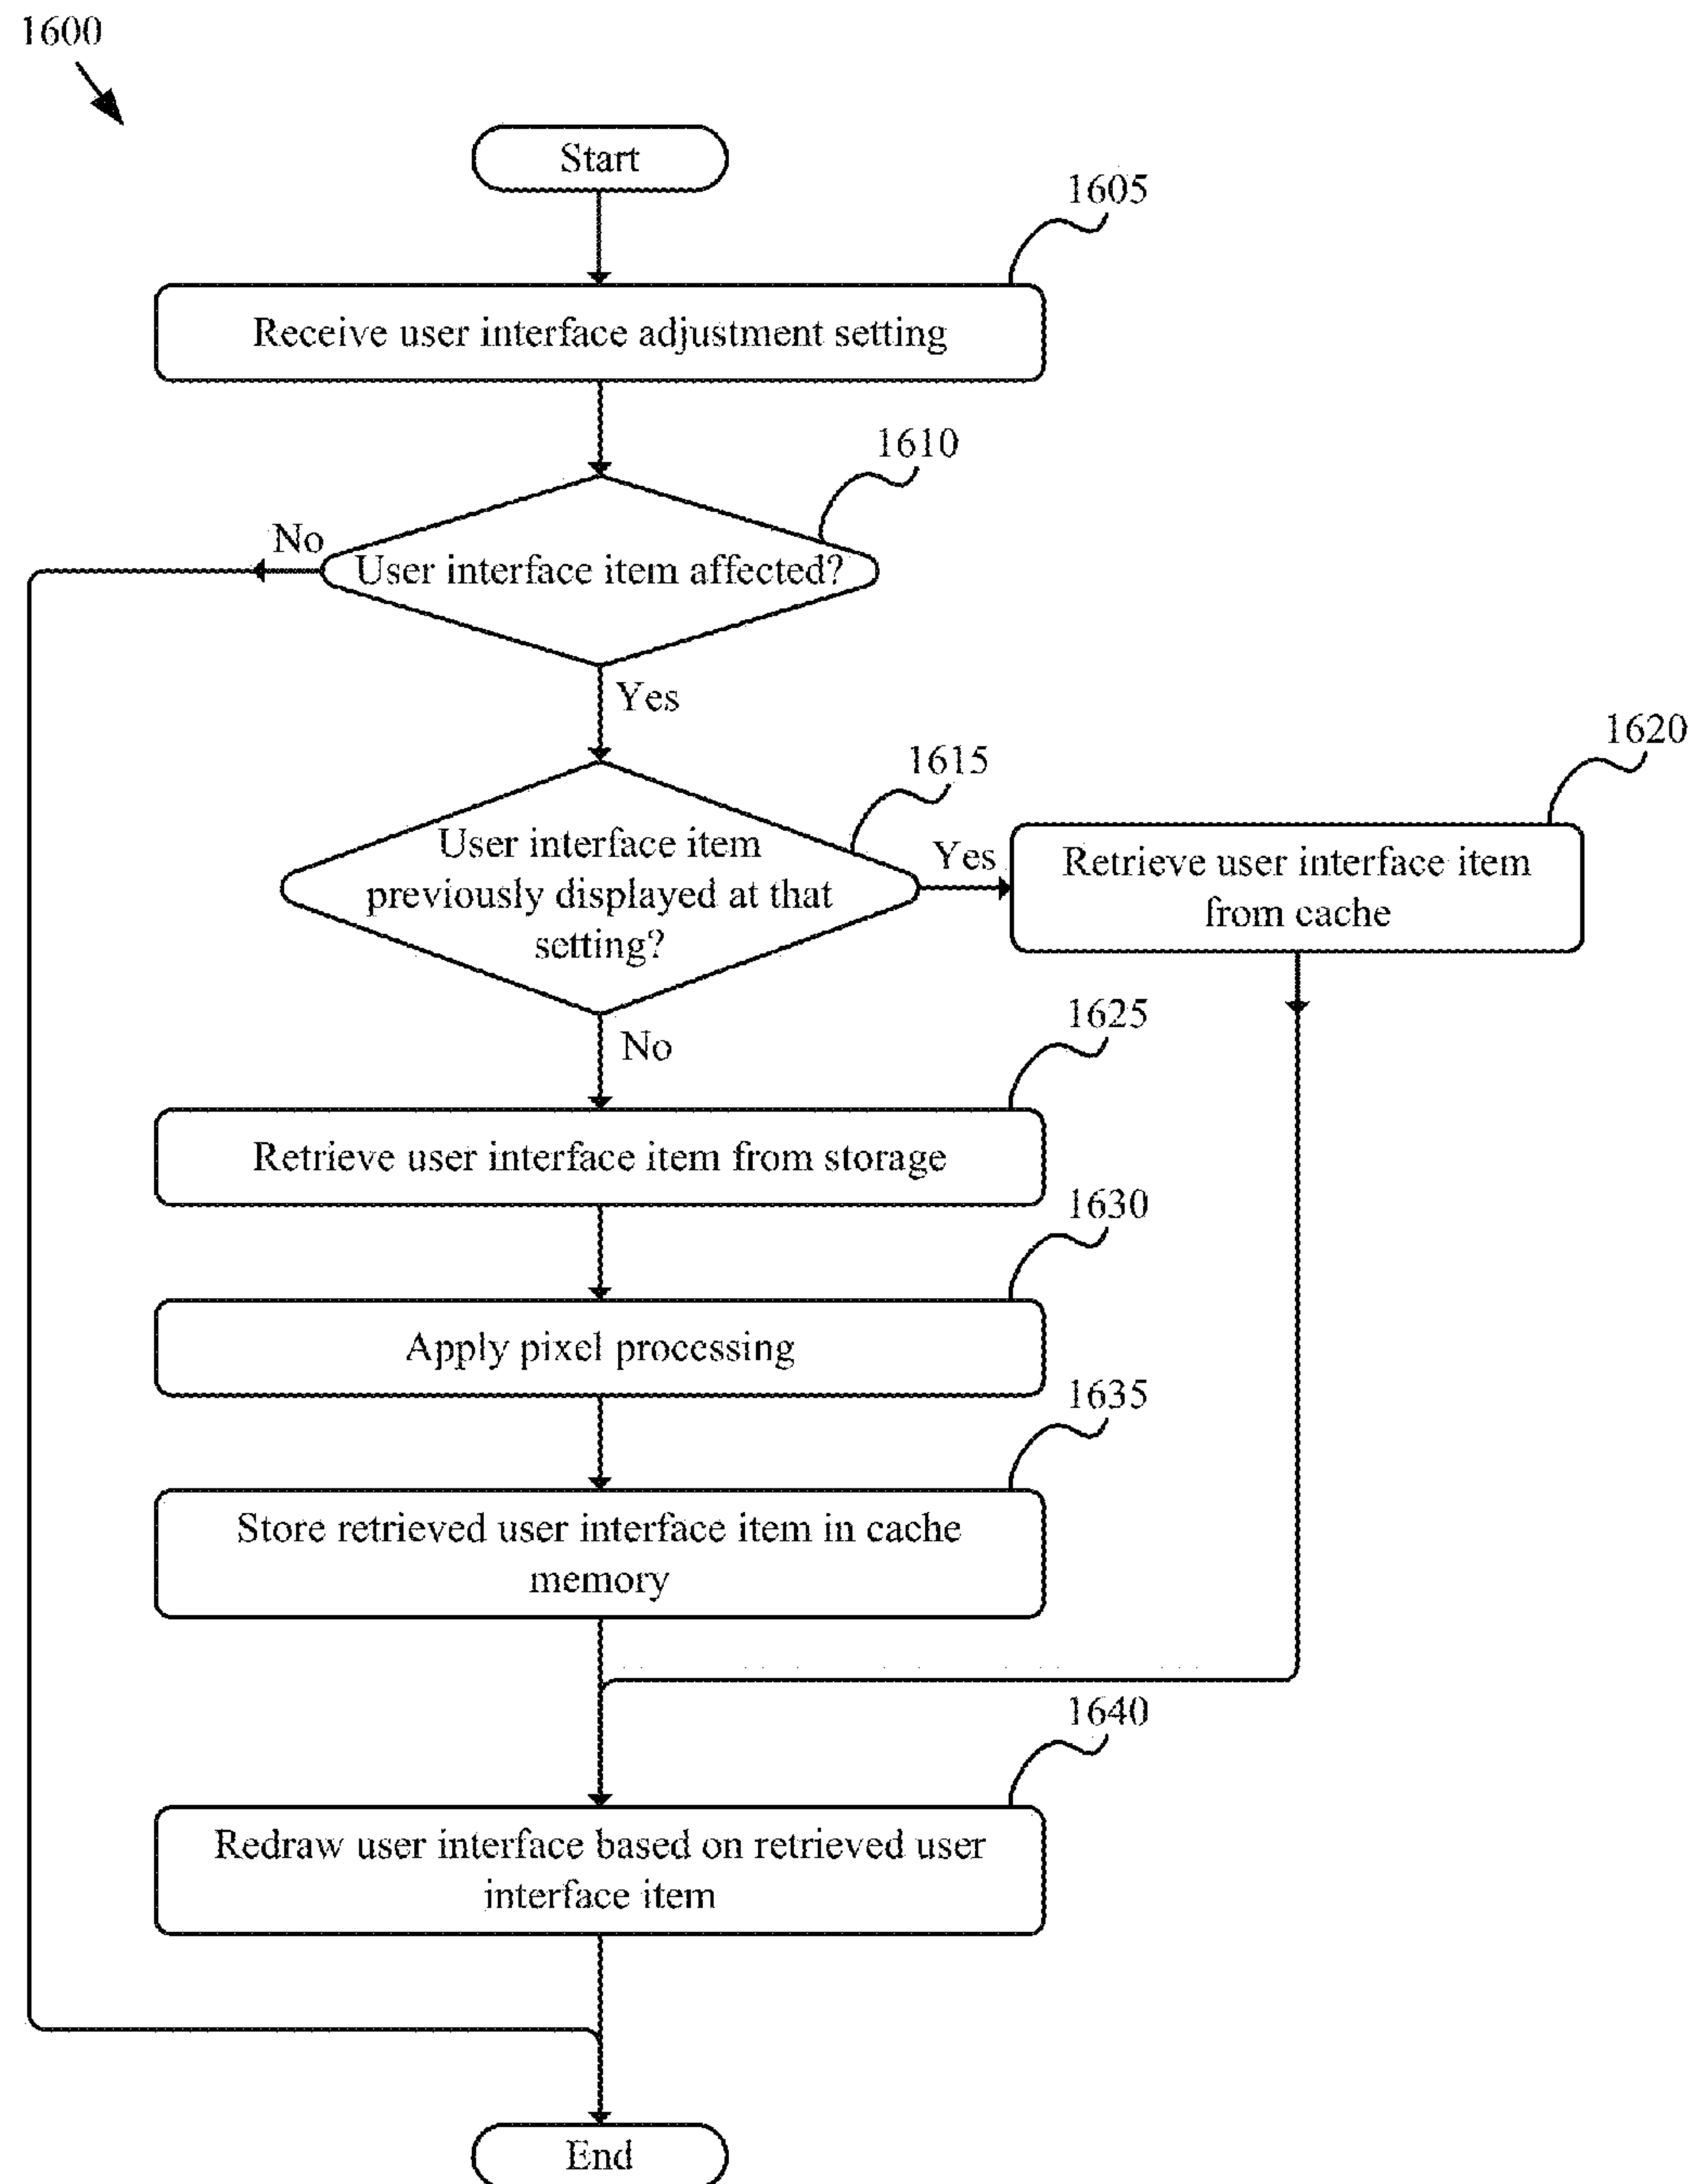 1600
Start
1605
Receive user interface adjustment setting
1610
No
User interface item affected?
Yes
1615
1620
User interface item
previously displayed at that
setting?
Yes
Retrieve user interface item
from cache
No
1625
Retrieve user interface item from storage
1630
Apply pixel processing
1635
Store retrieved user interface item in cache
memory
1640
Redraw user interface based on retrieved user
interface item
End